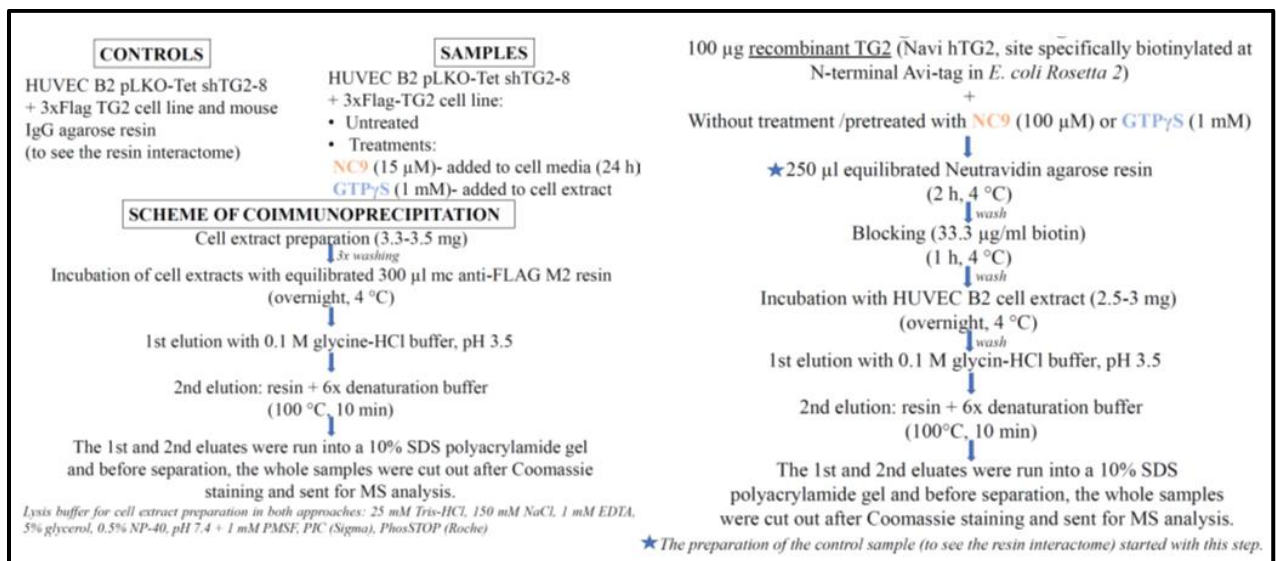 CONTROLS
HUVEC B2 pLKO-Tet shTG2-8
+ 3xFlag TG2 cell line and mouse
IgG agarose resin
(to see the resin interactome)
SAMPLES
HUVEC B2 pLKO-Tet shTG2-8
+ 3xFlag-TG2 cell line:
• Untreated
• Treatments:
NC9 (15 μM)- added to cell media (24 h)
GTPγS (1 mM)- added to cell extract
SCHEME OF COIMMUNOPRECIPITATION
Cell extract preparation (3.3-3.5 mg)
3x washing
Incubation of cell extracts with equilibrated 300 μl mc anti-FLAG M2 resin
(overnight, 4 °C)
1st elution with 0.1 M glycine-HCl buffer, pH 3.5
2nd elution: resin + 6x denaturation buffer
(100 °C, 10 min)
The 1st and 2nd eluates were run into a 10% SDS polyacrylamide gel
and before separation, the whole samples were cut out after Coomassie
staining and sent for MS analysis.
Lysis buffer for cell extract preparation in both approaches: 25 mM Tris-HCl, 150 mM NaCl, 1 mM EDTA,
5% glycerol, 0.5% NP-40, pH 7.4 + 1 mM PMSF, PIC (Sigma), PhosSTOP (Roche)
100 μg recombinant TG2 (Navi hTG2, site specifically biotinylated at
N-terminal Avi-tag in E. coli Rosetta 2)
+
Without treatment /pretreated with NC9 (100 μM) or GTPγS (1 mM)
★250 μl equilibrated Neutravidin agarose resin
(2 h, 4 °C)
wash
Blocking (33.3 μg/ml biotin)
(1 h, 4 °C)
wash
Incubation with HUVEC B2 cell extract (2.5-3 mg)
(overnight, 4 °C)
wash
1st elution with 0.1 M glycin-HCl buffer, pH 3.5
2nd elution: resin + 6x denaturation buffer
(100°C, 10 min)
The 1st and 2nd eluates were run into a 10% SDS
polyacrylamide gel and before separation, the whole samples
were cut out after Coomassie staining and sent for MS analysis.
★The preparation of the control sample (to see the resin interactome) started with this step.